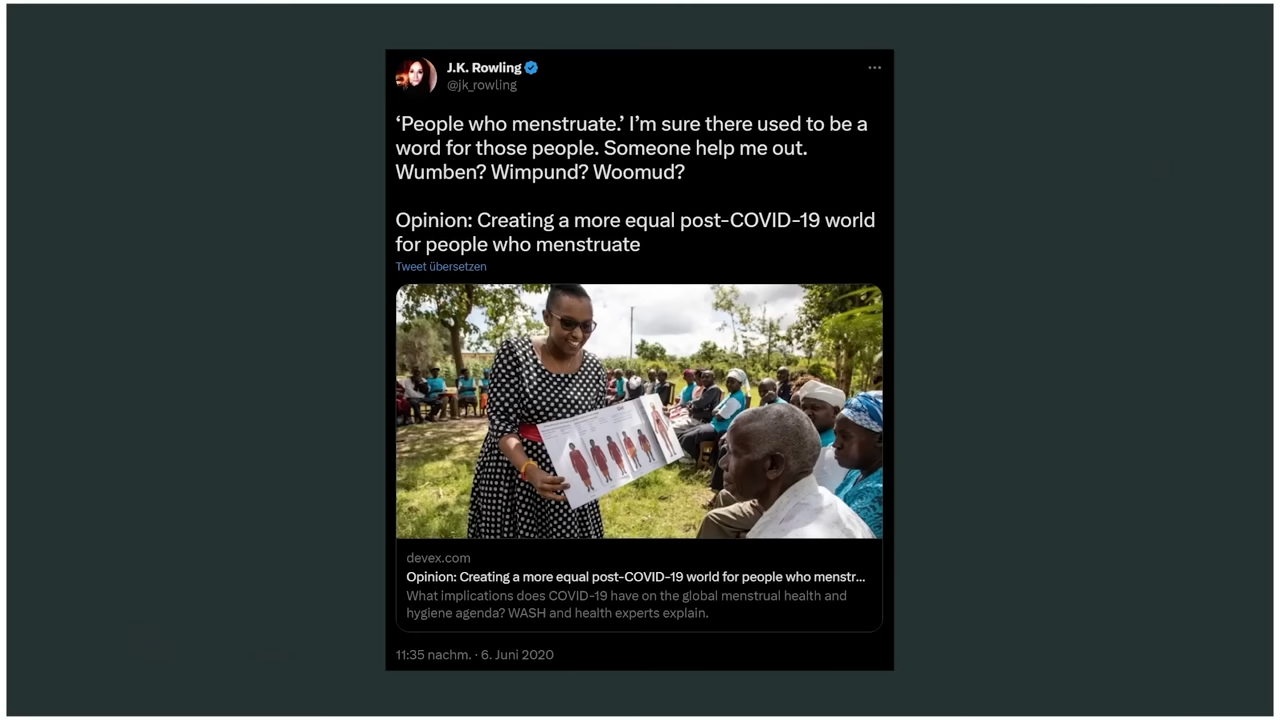 J.K. Rowling
@jk_rowling
‘People who menstruate.’ I’m sure there used to be a
word for those people. Someone help me out.
Wumben? Wimpund? Woomud?
Opinion: Creating a more equal post-COVID-19 world
for people who menstruate
Tweet übersetzen
devex.com
Opinion: Creating a more equal post-COVID-19 world for people who menstr...
What implications does COVID-19 have on the global menstrual health and
hygiene agenda? WASH and health experts explain.
11:35 nachm. · 6. Juni 2020